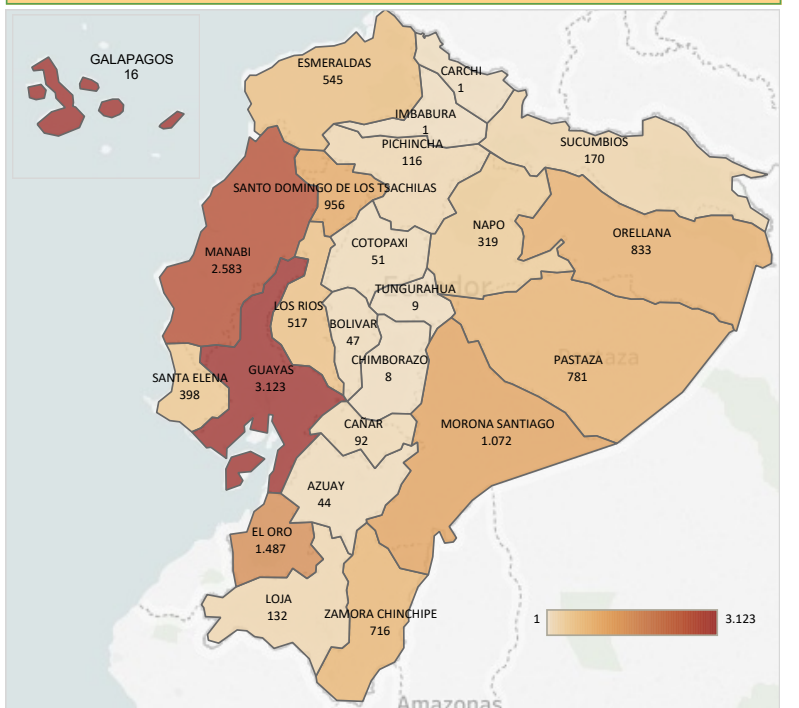 GALAPAGOS
16
ESMERALDAS
545
CARCHI
1
IMBABURA
1
PICHINCHA
116
SUCUMBIOS
170
SANTO DOMINGO DE LOS TSACHILAS
956
NAPO
319
ORELLANA
833
COTOPAXI
51
MANABI
2.583
Ecuador
TUNGURAHUA
9
LOS RIOS
517
BOLIVAR
47
CHIMBORAZO
8
Pastaza
PASTAZA
781
SANTA ELENA
398
GUAYAS
3.123
CAÑAR
92
MORONA SANTIAGO
1.072
AZUAY
44
EL ORO
1.487
LOJA
132
ZAMORA CHINCHIPE
716
1
3.123
Amazonas